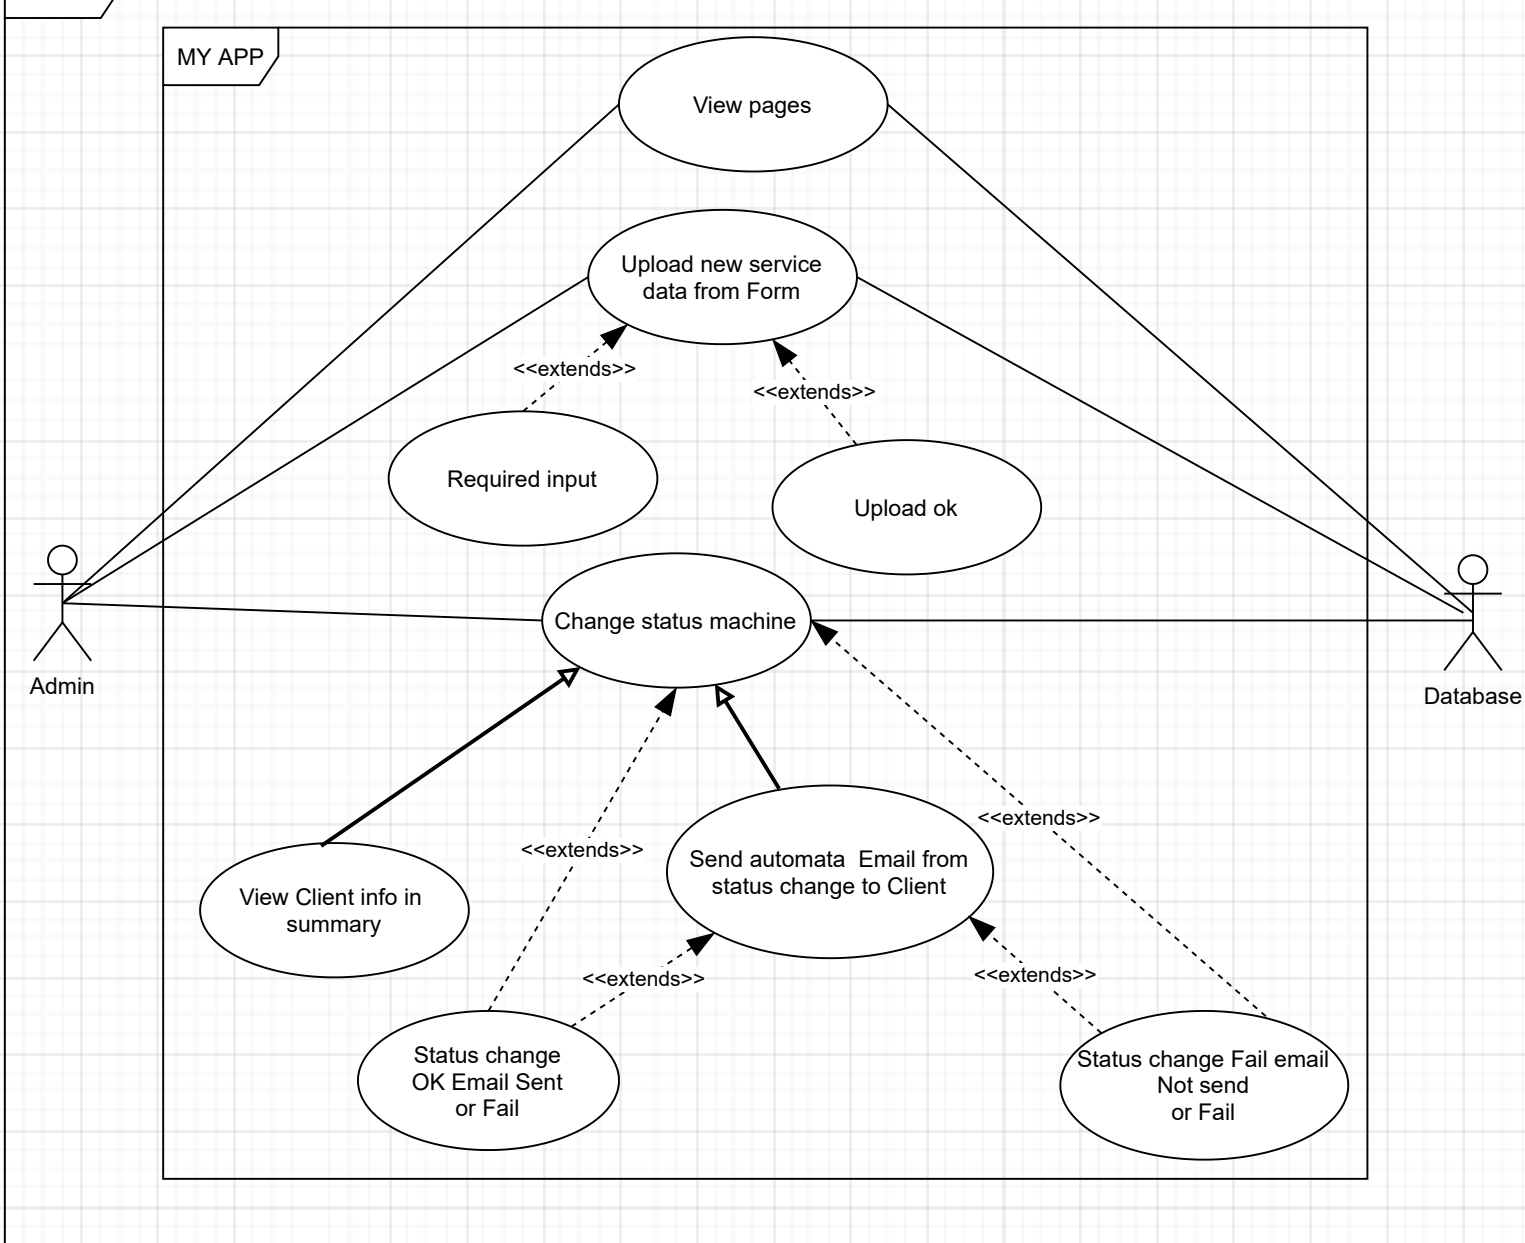 MY APP
View pages
Upload new service
data from Form
<<extends>>
<<extends>>
Required input
Upload ok
Change status machine
Admin
Database
<<extends>>
<<extends>>
Send automata  Email from
status change to Client
View Client info in
summary
<<extends>>
<<extends>>
Status change
OK Email Sent
or Fail
Status change Fail email
Not send
or Fail